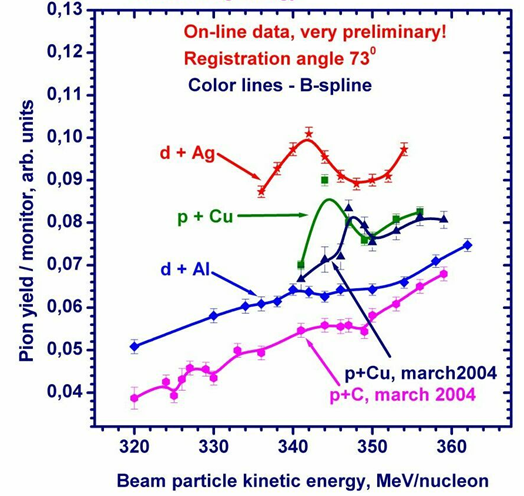 0,13
On-line data, very preliminary!
0,12
Registration angle 73⁰
Color lines - B-spline
0,11
0,10
d + Ag
0,09
p + Cu
0,08
0,07
d + Al
0,06
0,05
p+Cu, march2004
p+C, march 2004
0,04
320 330 340 350 360
Beam particle kinetic energy, MeV/nucleon
Pion yield / monitor, arb. units